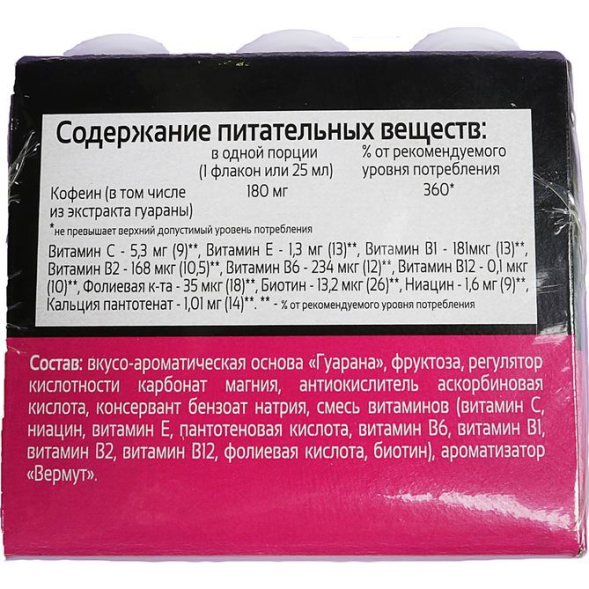 Содержание питательных веществ:
в одной порции % от рекомендуемого
(1 флакон или 25 мл) уровня потребления
Кофеин (в том числе 180 мг 360*
из экстракта гуараны)
*не превышает верхний допустимый уровень потребления
Витамин С - 5,3 мг (9)**, Витамин Е - 1,3 мг (13)**, Витамин В1 - 181мкг (13)**,
Витамин В2 - 168 мкг (10,5)**, Витамин В6 - 234 мкг (12)**, Витамин В12 - 0,1 мкг
(10)**, Фолиевая к-та - 35 мкг (18)**, Биотин - 13,2 мкг (26)**, Ниацин - 1,6 мг (9)**,
Кальция пантотенат - 1,01 мг (14)**. ** - % от рекомендуемого уровня потребления
Состав: вкусо-ароматическая основа «Гуарана», фруктоза, регулятор
кислотности карбонат магния, антиокислитель аскорбиновая
кислота, консервант бензоат натрия, смесь витаминов (витамин С,
ниацин, витамин Е, пантотеновая кислота, витамин В6, витамин В1,
витамин В2, витамин В12, фолиевая кислота, биотин), ароматизатор
«Вермут».